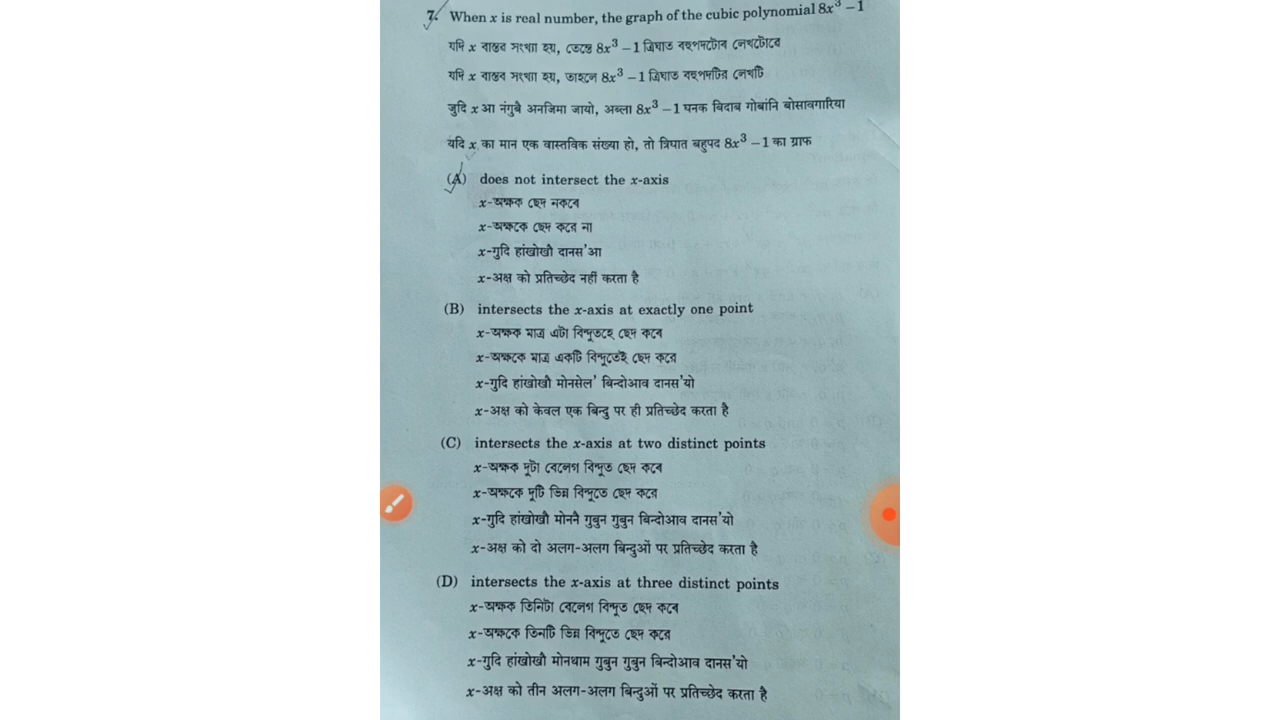 7. When x is real number, the graph of the cubic polynomial 8x³ – 1
যদি x বাস্তৱ সংখ্যা হয়, তেন্তে 8x³ – 1 ত্রিঘাত বহুপদটোৰ লেখটোৱে
যদি x বাস্তব সংখ্যা হয়, তাহলে 8x³ – 1 ত্রিঘাত বহুপদটির লেখটি
जुदि x आ नंगुबै अनजिमा जायो, अब्ला 8x³ – 1 घनक बिदाब गोबांनि बोसावगारिया
यदि x का मान एक वास्तविक संख्या हो, तो त्रिघात बहुपद 8x³ – 1 का ग्राफ
(A) does not intersect the x-axis
x-অক্ষক ছেদ নকৰে
x-অক্ষকে ছেদ করে না
x-गुदि हांखोखौ दानस'आ
x-अक्ष को प्रतिच्छेद नहीं करता है
(B) intersects the x-axis at exactly one point
x-অক্ষক মাত্র এটা বিন্দুতহে ছেদ কৰে
x-অক্ষকে মাত্র একটি বিন্দুতেই ছেদ করে
x-गुदि हांखोखौ मोनसेल' बिन्दोआव दानस'यो
x-अक्ष को केवल एक बिन्दु पर ही प्रतिच्छेद करता है
(C) intersects the x-axis at two distinct points
x-অক্ষক দুটা বেলেগ বিন্দুত ছেদ কৰে
x-অক্ষকে দুটি ভিন্ন বিন্দুতে ছেদ করে
x-गुदि हांखोखौ मोननै गुबुन गुबुन बिन्दोआव दानस'यो
x-अक्ष को दो अलग-अलग बिन्दुओं पर प्रतिच्छेद करता है
(D) intersects the x-axis at three distinct points
x-অক্ষক তিনিটা বেলেগ বিন্দুত ছেদ কৰে
x-অক্ষকে তিনটি ভিন্ন বিন্দুতে ছেদ করে
x-गुदि हांखोखौ मोनथाम गुबुन गुबुन बिन्दोआव दानस'यो
x-अक्ष को तीन अलग-अलग बिन्दुओं पर प्रतिच्छेद करता है